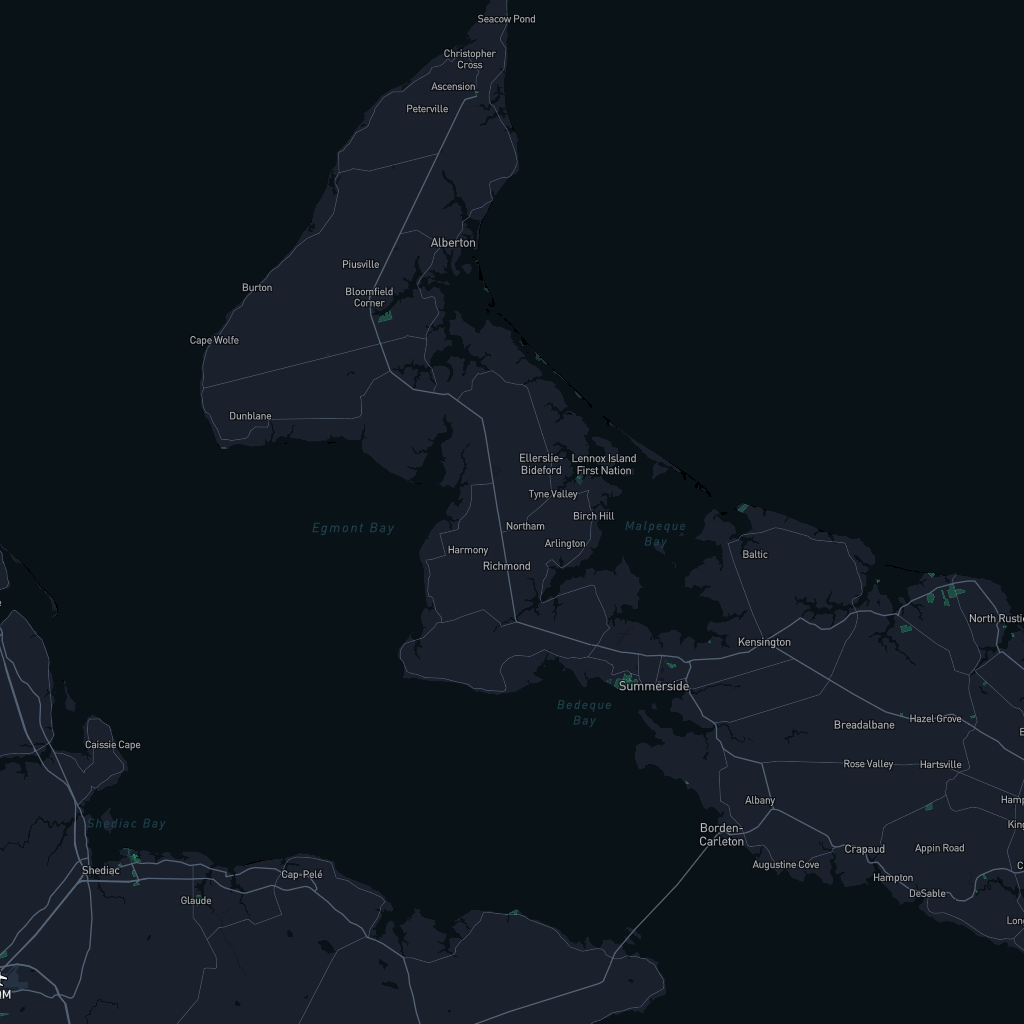 Seacow Pond
Christopher
Cross
Ascension
Peterville
Alberton
Piusville
Burton
Bloomfield
Corner
Cape Wolfe
Dunblane
Ellerslie-
Bideford
Lennox Island
First Nation
Tyne Valley
Birch Hill
Northam
Egmont Bay
Malpeque
Bay
Arlington
Harmony
Richmond
Baltic
North Rustic
Kensington
Summerside
Bedeque
Bay
Hazel Grove
Breadalbane
Caissie Cape
Rose Valley
Hartsville
Albany
Shediac Bay
Borden-
Carleton
Crapaud
Appin Road
Augustine Cove
Shediac
Cap-Pelé
Hampton
DeSable
Glaude